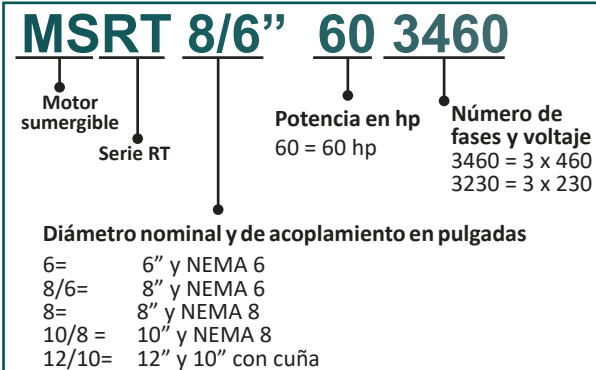 MSRT 8/6” 60 3460
Motor
sumergible
Serie RT
Potencia en hp
60 = 60 hp
Número de
fases y voltaje
3460 = 3 x 460
3230 = 3 x 230
Diámetro nominal y de acoplamiento en pulgadas
6= 6” y NEMA 6
8/6= 8” y NEMA 6
8= 8” y NEMA 8
10/8 = 10” y NEMA 8
12/10= 12” y 10” con cuña